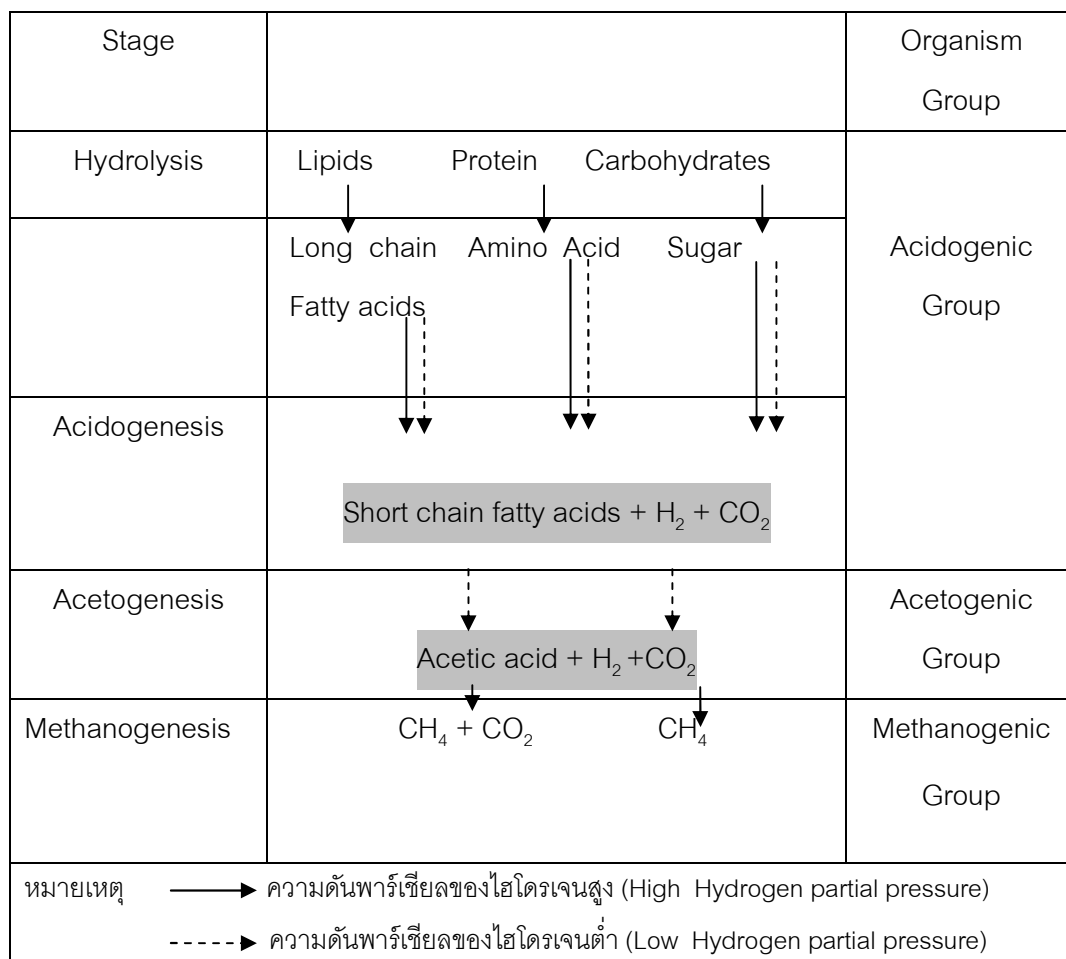 Stage Organism
Group
Hydrolysis Lipids Protein Carbohydrates
Long chain Amino Acid Sugar Acidogenic
Fatty acids Group
Acidogenesis
Short chain fatty acids + H₂ + CO₂
Acetogenesis Acetogenic
Acetic acid + H₂ +CO₂ Group
Methanogenesis CH₄ + CO₂ CH₄ Methanogenic
Group
หมายเหตุ ความดันพาร์เชียลของไฮโดรเจนสูง (High Hydrogen partial pressure)
ความดันพาร์เชียลของไฮโดรเจนต่ำ (Low Hydrogen partial pressure)